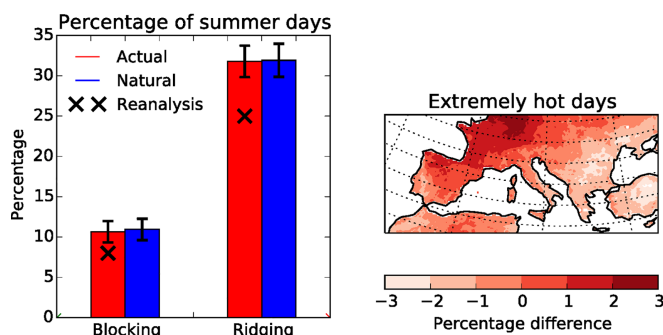 Percentage of summer days
35
30
25
20
15
10
5
0
Percentage
Actual
Natural
Reanalysis
Blocking
Ridging
Extremely hot days
−3 −2 −1 0 1 2 3
Percentage difference